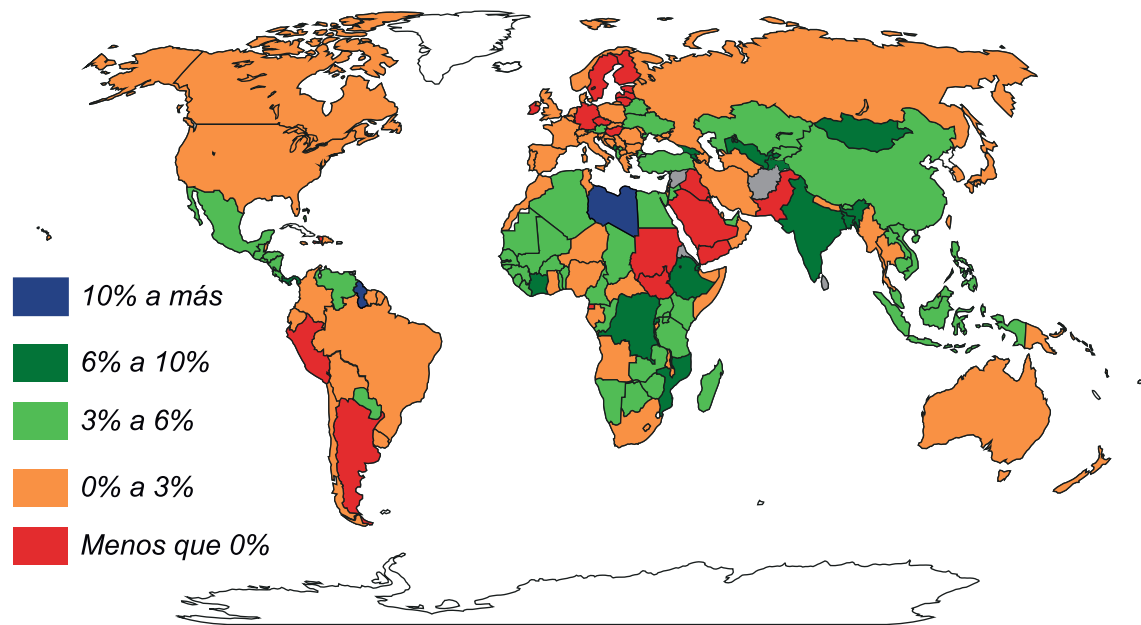 10% a más
6% a 10%
3% a 6%
0% a 3%
Menos que 0%